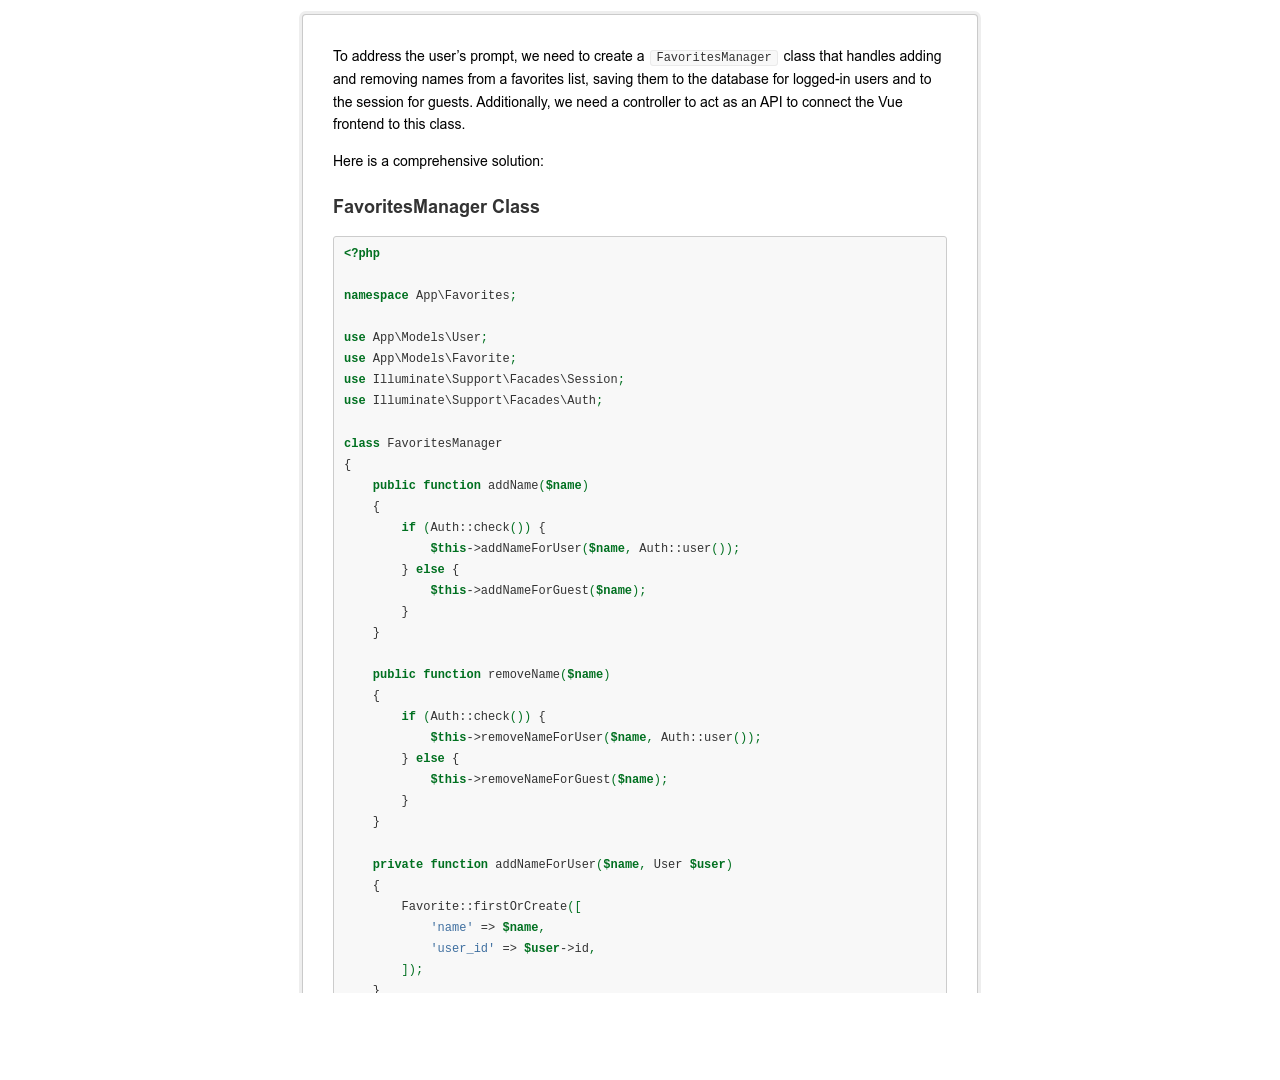 To address the user’s prompt, we need to create a FavoritesManager class that handles adding
and removing names from a favorites list, saving them to the database for logged-in users and to
the session for guests. Additionally, we need a controller to act as an API to connect the Vue
frontend to this class.
Here is a comprehensive solution:
FavoritesManager Class
<?php
namespace App\Favorites;
use App\Models\User;
use App\Models\Favorite;
use Illuminate\Support\Facades\Session;
use Illuminate\Support\Facades\Auth;
class FavoritesManager
{
    public function addName($name)
    {
        if (Auth::check()) {
            $this->addNameForUser($name, Auth::user());
        } else {
            $this->addNameForGuest($name);
        }
    }
    public function removeName($name)
    {
        if (Auth::check()) {
            $this->removeNameForUser($name, Auth::user());
        } else {
            $this->removeNameForGuest($name);
        }
    }
    private function addNameForUser($name, User $user)
    {
        Favorite::firstOrCreate([
            'name' => $name,
            'user_id' => $user->id,
        ]);
    }